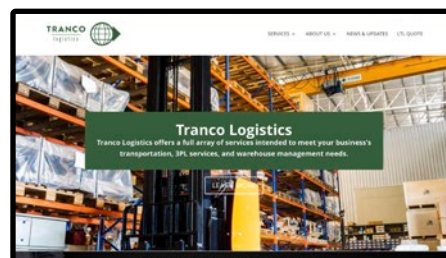 TRANCO
logistics
SERVICES ABOUT US NEWS & UPDATES LTL QUOTE
Tranco Logistics
Tranco Logistics offers a full array of services intended to meet your business's
transportation, 3PL services, and warehouse management needs.